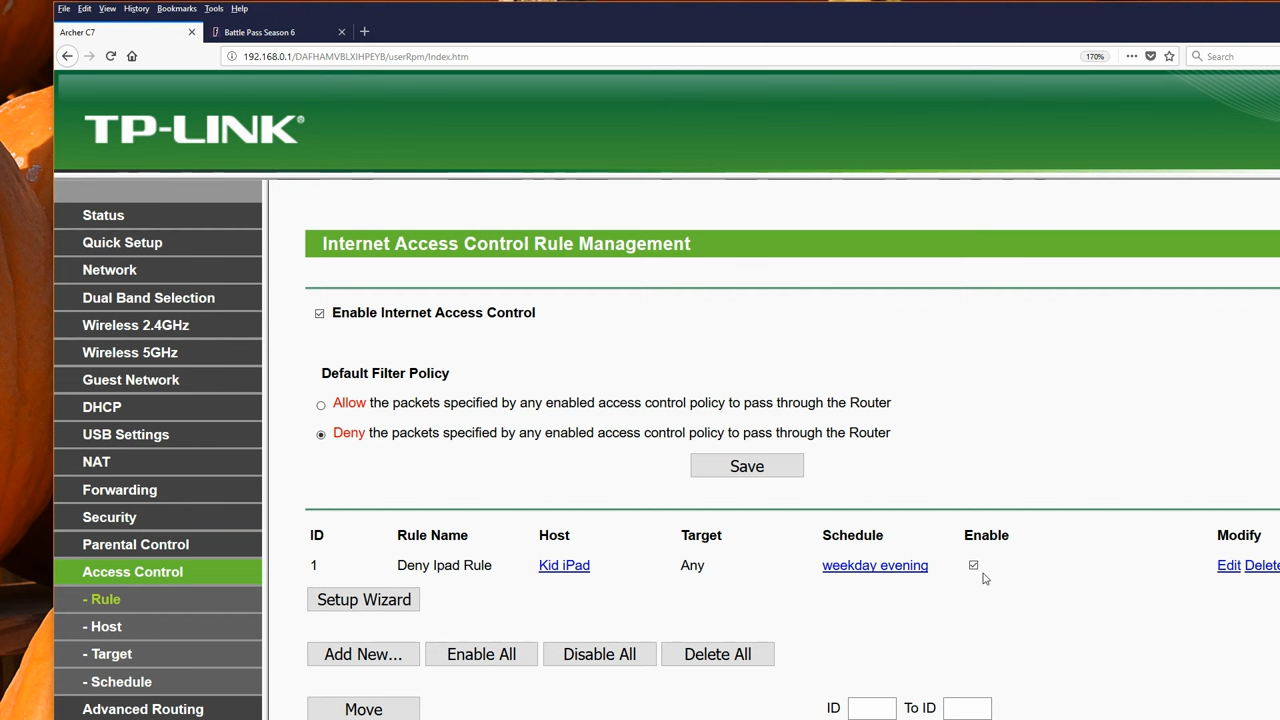 File Edit View History Bookmarks Tools Help
Archer C7 Battle Pass Season 6
192.168.0.1/DAFHAMVBLXIHPEYB/userRpm/Index.htm 170% Search
TP-LINK®
Status
Quick Setup
Network
Dual Band Selection
Wireless 2.4GHz
Wireless 5GHz
Guest Network
DHCP
USB Settings
NAT
Forwarding
Security
Parental Control
Access Control
- Rule
- Host
- Target
- Schedule
Advanced Routing
Internet Access Control Rule Management
Enable Internet Access Control
Default Filter Policy
Allow the packets specified by any enabled access control policy to pass through the Router
Deny the packets specified by any enabled access control policy to pass through the Router
Save
ID Rule Name Host Target Schedule Enable Modify
1 Deny Ipad Rule Kid iPad Any weekday evening Edit Delete
Setup Wizard
Add New... Enable All Disable All Delete All
Move ID To ID